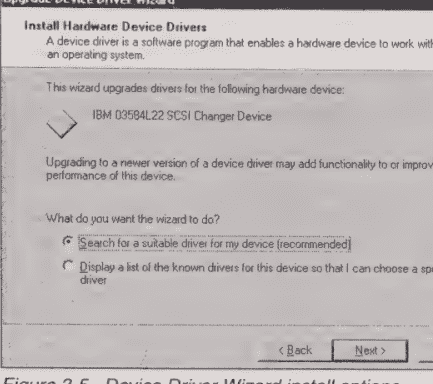 Upgrade Device Driver Wizard
Install Hardware Device Drivers
A device driver is a software program that enables a hardware device to work with
an operating system.
This wizard upgrades drivers for the following hardware device:
IBM 03584L22 SCSI Changer Device
Upgrading to a newer version of a device driver may add functionality to or improv
performance of this device.
What do you want the wizard to do?
Search for a suitable driver for my device (recommended)
Display a list of the known drivers for this device so that I can choose a spe
driver
< Back
Next >
Figure 3-5 Device Driver Wizard install options